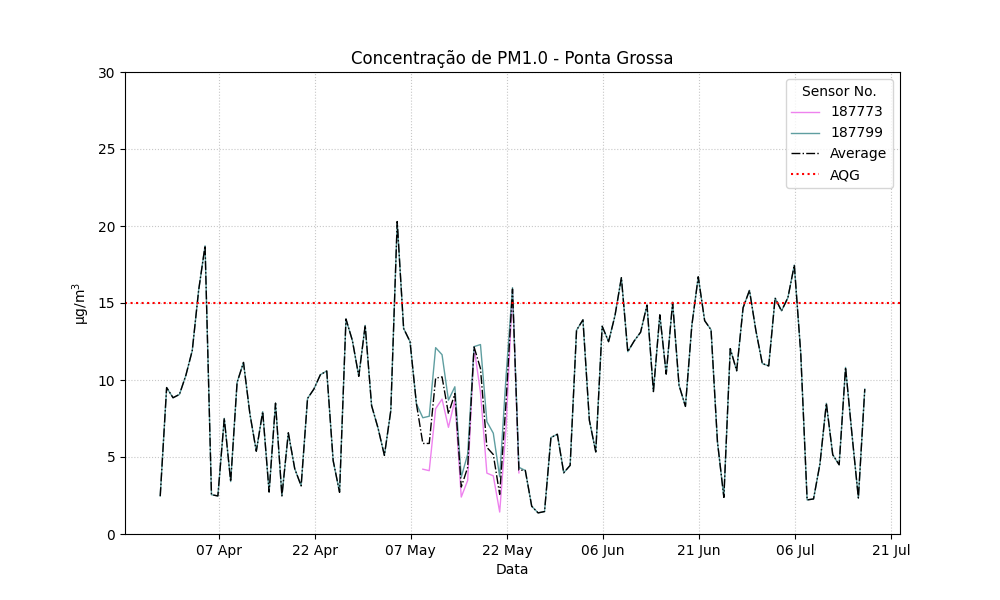 Concentração de PM1.0 - Ponta Grossa
30
25
20
15
10
5
0
µg/m³
Sensor No.
187773
187799
Average
AQG
07 Apr
22 Apr
07 May
22 May
06 Jun
21 Jun
06 Jul
21 Jul
Data